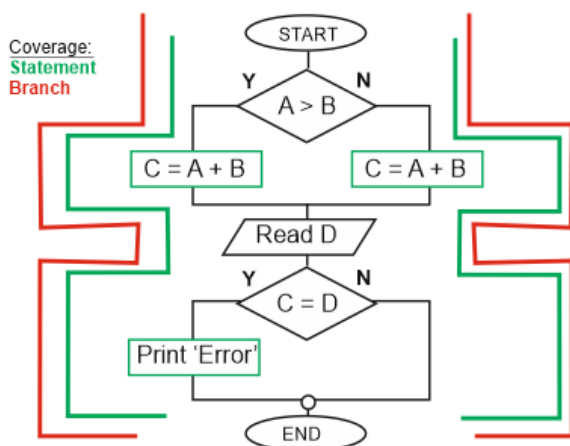 START
Coverage:
Statement
Branch
Y N
A > B
C = A + B C = A + B
Read D
Y N
C = D
Print 'Error'
END